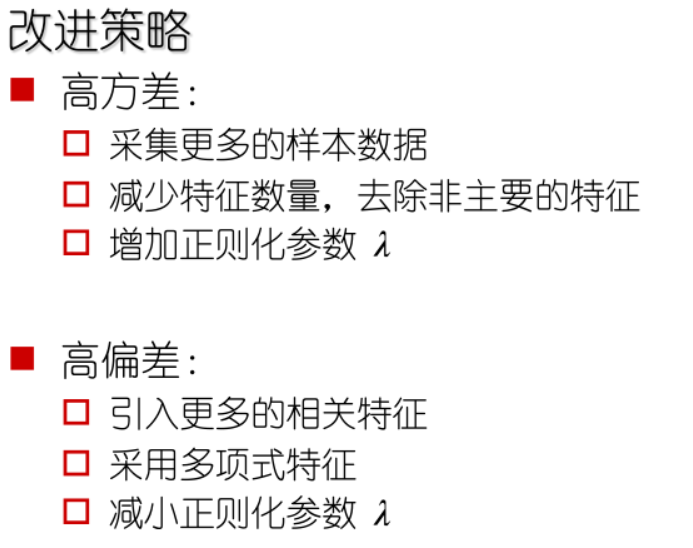 改进策略
高方差：
采集更多的样本数据
减少特征数量，去除非主要的特征
增加正则化参数 λ
高偏差：
引入更多的相关特征
采用多项式特征
减小正则化参数 λ